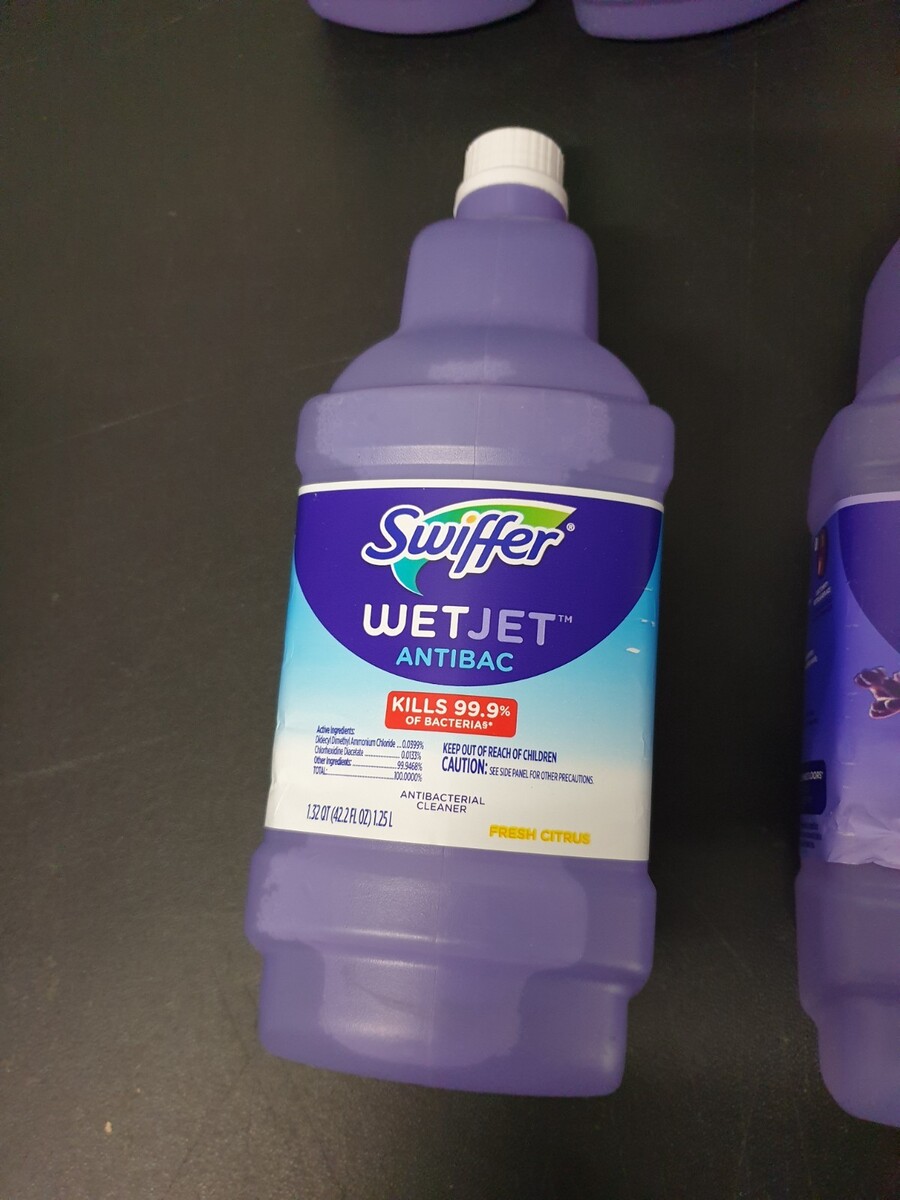 Swiffer®
WETJET™
ANTIBAC
KILLS 99.9%
OF BACTERIA§*
Active Ingredients:
Didecyl Dimethyl Ammonium Chloride ... 0.0399%
Chlorhexidine Diacetate ............ 0.0133%
Other Ingredients: ............ 99.9468%
TOTAL: ............ 100.0000%
KEEP OUT OF REACH OF CHILDREN
CAUTION: SEE SIDE PANEL FOR OTHER PRECAUTIONS.
ANTIBACTERIAL
CLEANER
1.32 QT (42.2 FL OZ) 1.25 L
FRESH CITRUS